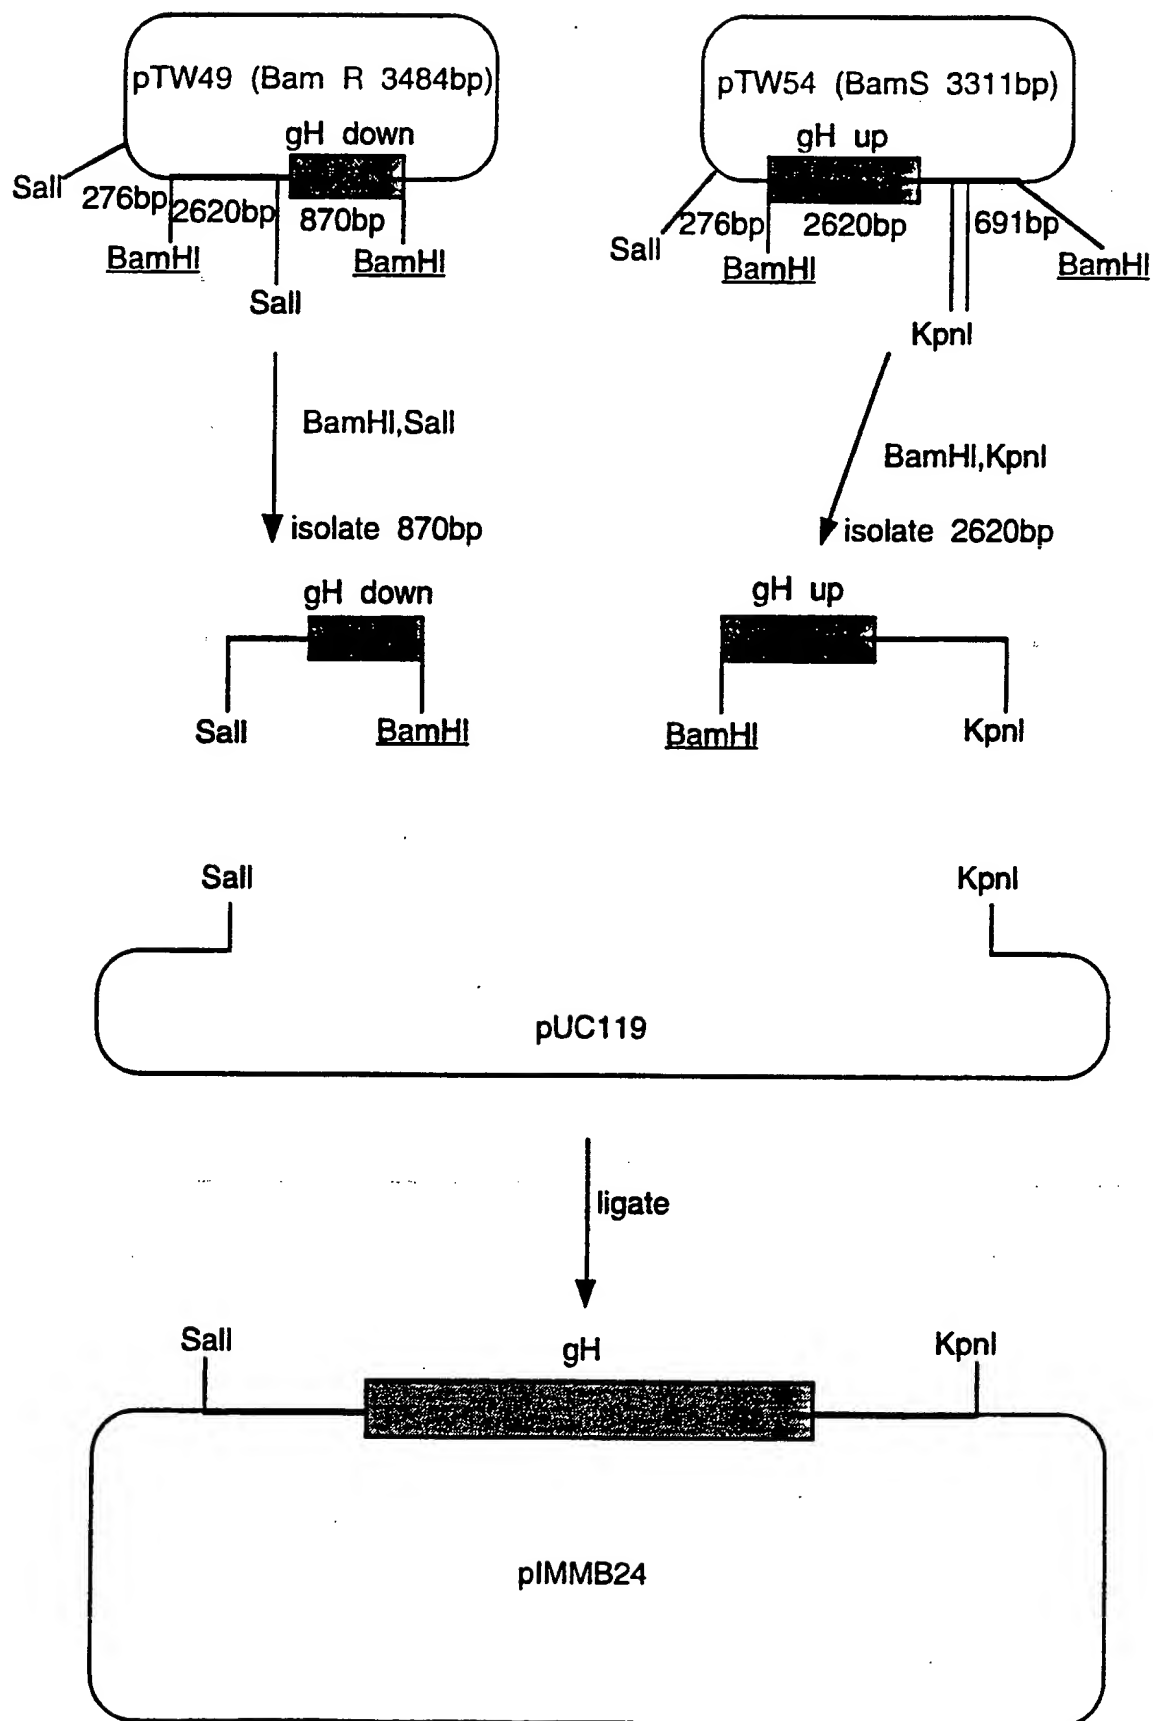 pTW49 (Bam R 3484bp)
gH down
SalI
276bp
2620bp
870bp
BamHI
BamHI
SalI
pTW54 (BamS 3311bp)
gH up
SalI
276bp
2620bp
691bp
BamHI
BamHI
KpnI
BamHI,SalI
BamHI,KpnI
isolate 870bp
isolate 2620bp
gH down
gH up
SalI
BamHI
BamHI
KpnI
SalI
KpnI
pUC119
ligate
SalI
gH
KpnI
pIMMB24